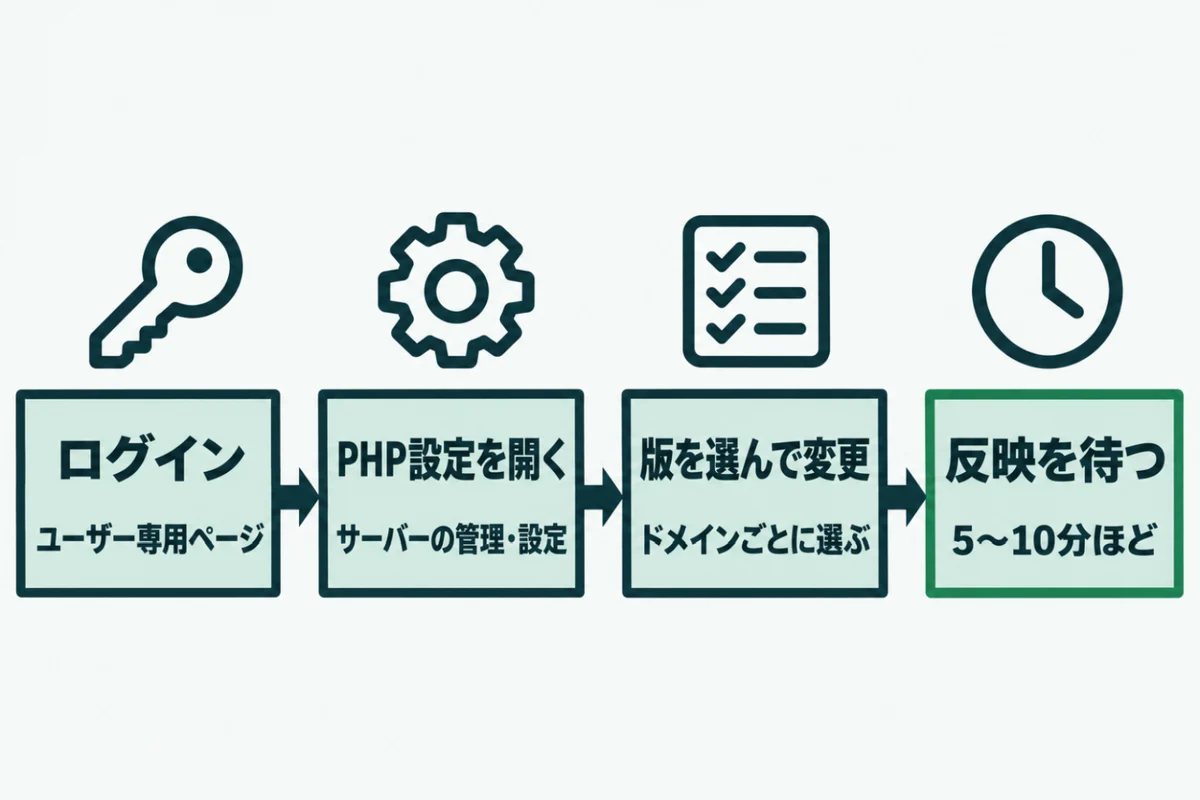 ログイン
ユーザー専用ページ
PHP設定を開く
サーバーの管理・設定
版を選んで変更
ドメインごとに選ぶ
反映を待つ
5〜10分ほど